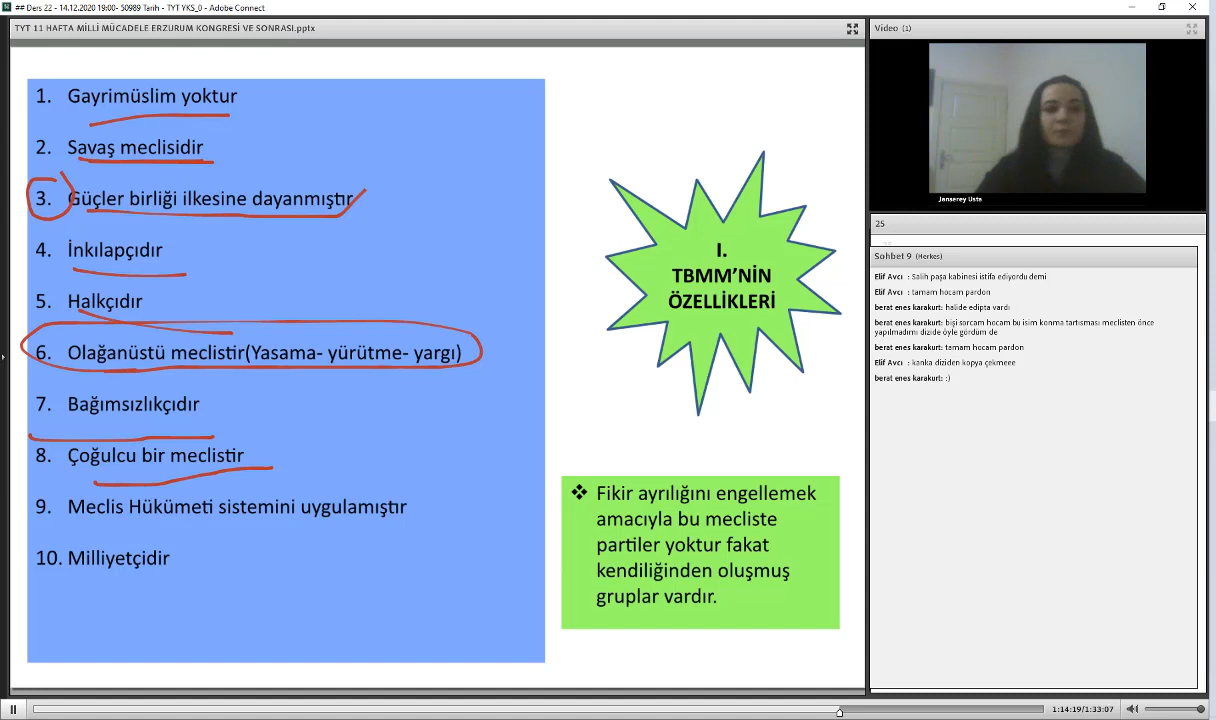 ## Ders 22 - 14.12.2020 19:00- 50989 Tarih - TYT YKS_0 - Adobe Connect
TYT 11 HAFTA MİLLİ MÜCADELE ERZURUM KONGRESİ VE SONRASI.pptx
1. Gayrimüslim yoktur
2. Savaş meclisidir
3. Güçler birliği ilkesine dayanmıştır
4. İnkılapçıdır
5. Halkçıdır
6. Olağanüstü meclistir(Yasama- yürütme- yargı)
7. Bağımsızlıkçıdır
8. Çoğulcu bir meclistir
9. Meclis Hükümeti sistemini uygulamıştır
10. Milliyetçidir
I.
TBMM’NİN
ÖZELLİKLERİ
❖ Fikir ayrılığını engellemek
amacıyla bu mecliste
partiler yoktur fakat
kendiliğinden oluşmuş
gruplar vardır.
Video (1)
Janserey Usta
25
Sohbet 9 (Herkes)
Elif Avcı : Salih paşa kabinesi istifa ediyordu demi
Elif Avcı : tamam hocam pardon
berat enes karakurt: halide edipta vardı
berat enes karakurt: bişi sorcam hocam bu isim konma tartısması meclisten önce
yapılmadımı dizide öyle gördüm de
berat enes karakurt: tamam hocam pardon
Elif Avcı : kanka diziden kopya çekmeee
berat enes karakurt: :)
1:14:19/1:33:07